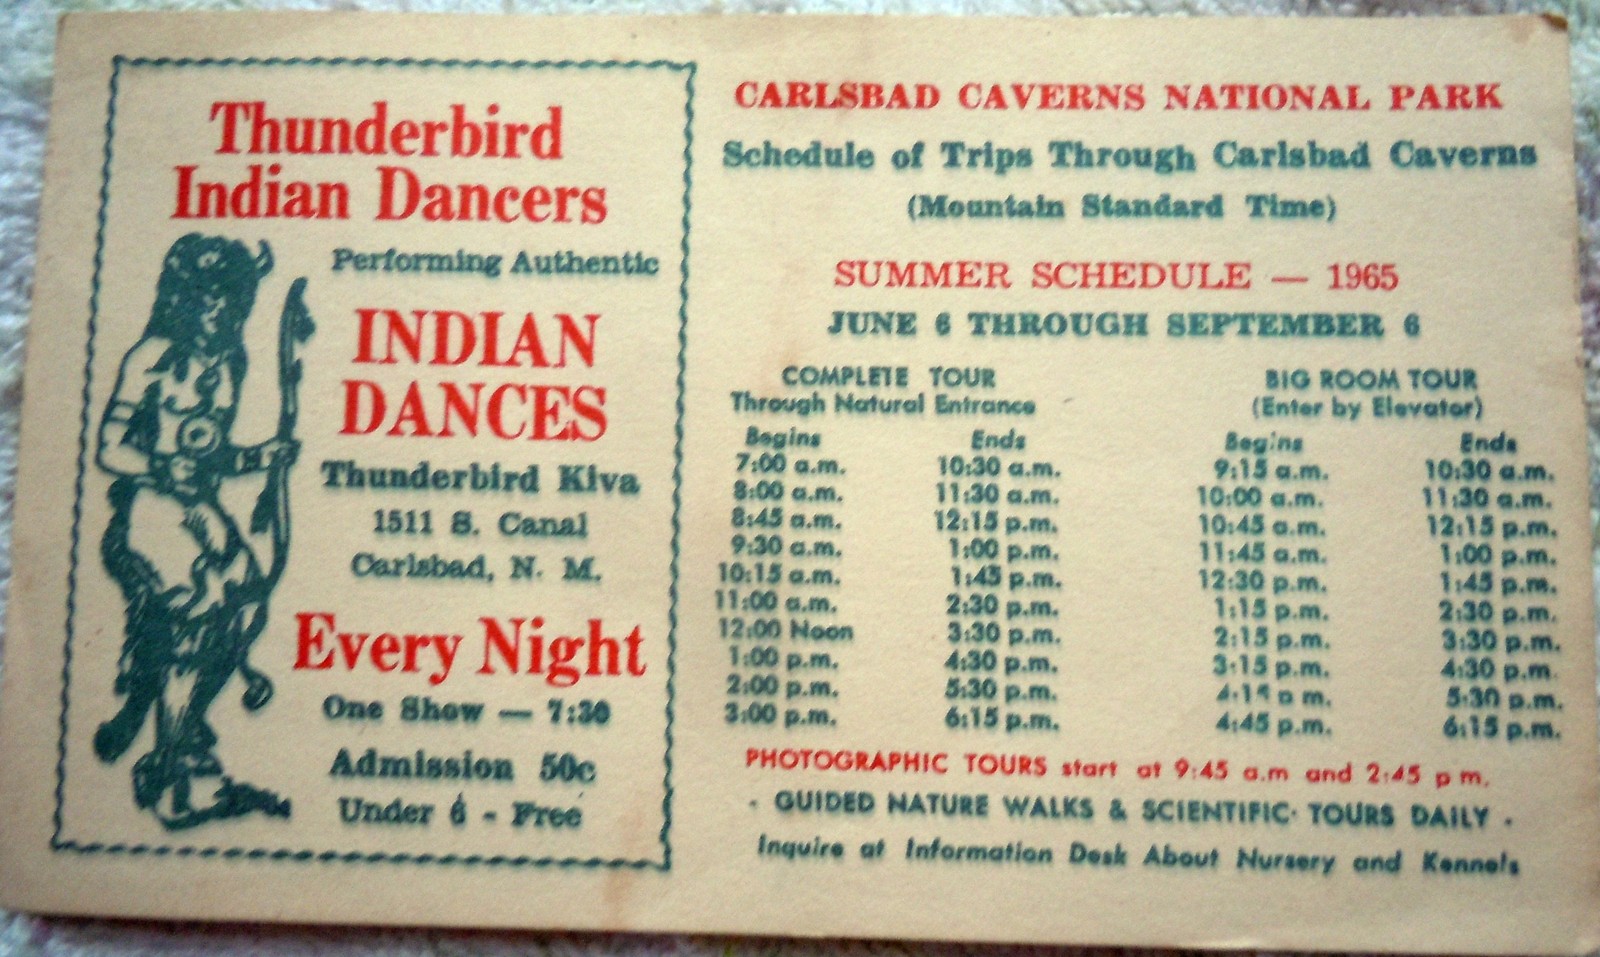 Thunderbird
Indian Dancers
Performing Authentic
INDIAN
DANCES
Thunderbird Kiva
1511 S. Canal
Carlsbad, N. M.
Every Night
One Show — 7:30
Admission 50c
Under 6 - Free
CARLSBAD CAVERNS NATIONAL PARK
Schedule of Trips Through Carlsbad Caverns
(Mountain Standard Time)
SUMMER SCHEDULE — 1965
JUNE 6 THROUGH SEPTEMBER 6
COMPLETE TOUR BIG ROOM TOUR
Through Natural Entrance (Enter by Elevator)
Begins Ends Begins Ends
7:00 a.m. 10:30 a.m. 9:15 a.m. 10:30 a.m.
8:00 a.m. 11:30 a.m. 10:00 a.m. 11:30 a.m.
8:45 a.m. 12:15 p.m. 10:45 a.m. 12:15 p.m.
9:30 a.m. 1:00 p.m. 11:45 a.m. 1:00 p.m.
10:15 a.m. 1:45 p.m. 12:30 p.m. 1:45 p.m.
11:00 a.m. 2:30 p.m. 1:15 p.m. 2:30 p.m.
12:00 Noon 3:30 p.m. 2:15 p.m. 3:30 p.m.
1:00 p.m. 4:30 p.m. 3:15 p.m. 4:30 p.m.
2:00 p.m. 5:30 p.m. 4:15 p m. 5:30 p.m.
3:00 p.m. 6:15 p.m. 4:45 p.m. 6:15 p.m.
PHOTOGRAPHIC TOURS start at 9:45 a.m and 2:45 p m.
· GUIDED NATURE WALKS & SCIENTIFIC· TOURS DAILY ·
Inquire at Information Desk About Nursery and Kennels